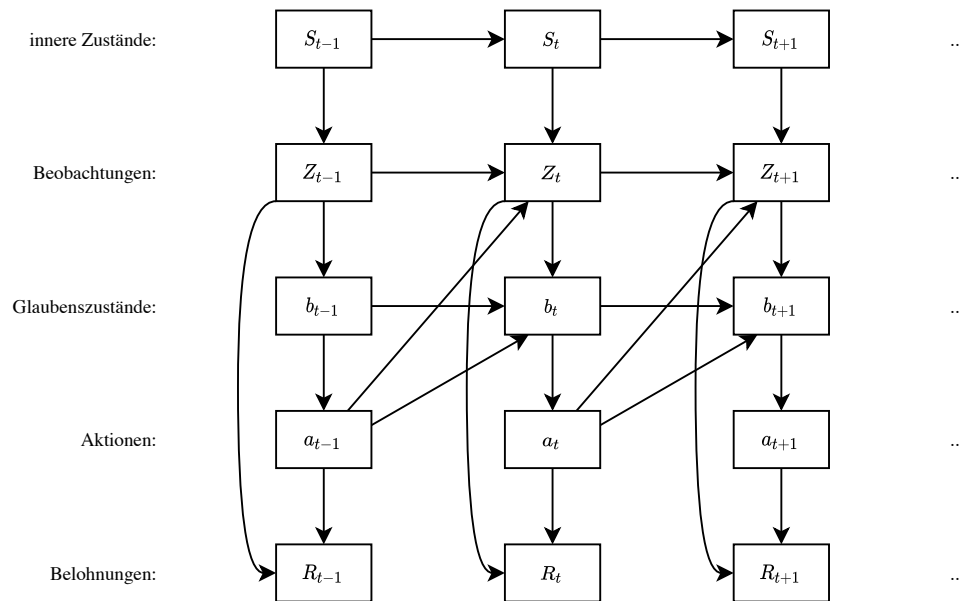 innere Zustände: S_{t−1} S_t S_{t+1} ..
Beobachtungen: Z_{t−1} Z_t Z_{t+1} ..
Glaubenszustände: b_{t−1} b_t b_{t+1} ..
Aktionen: a_{t−1} a_t a_{t+1} ..
Belohnungen: R_{t−1} R_t R_{t+1} ..